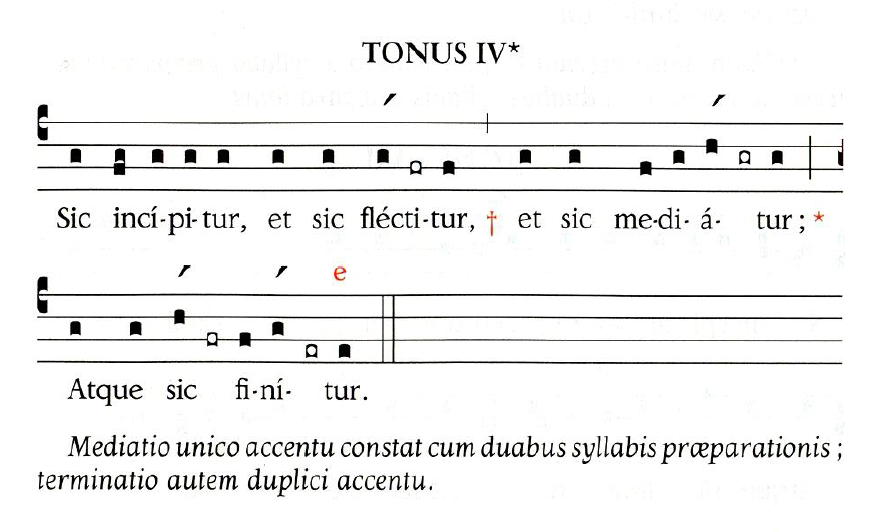 TONUS IV*
Sic incí-pi-tur, et sic flécti-tur, † et sic me-di-á-tur; *
e
Atque sic fi-ní-tur.
Mediatio unico accentu constat cum duabus syllabis præparationis ;
terminatio autem duplici accentu.